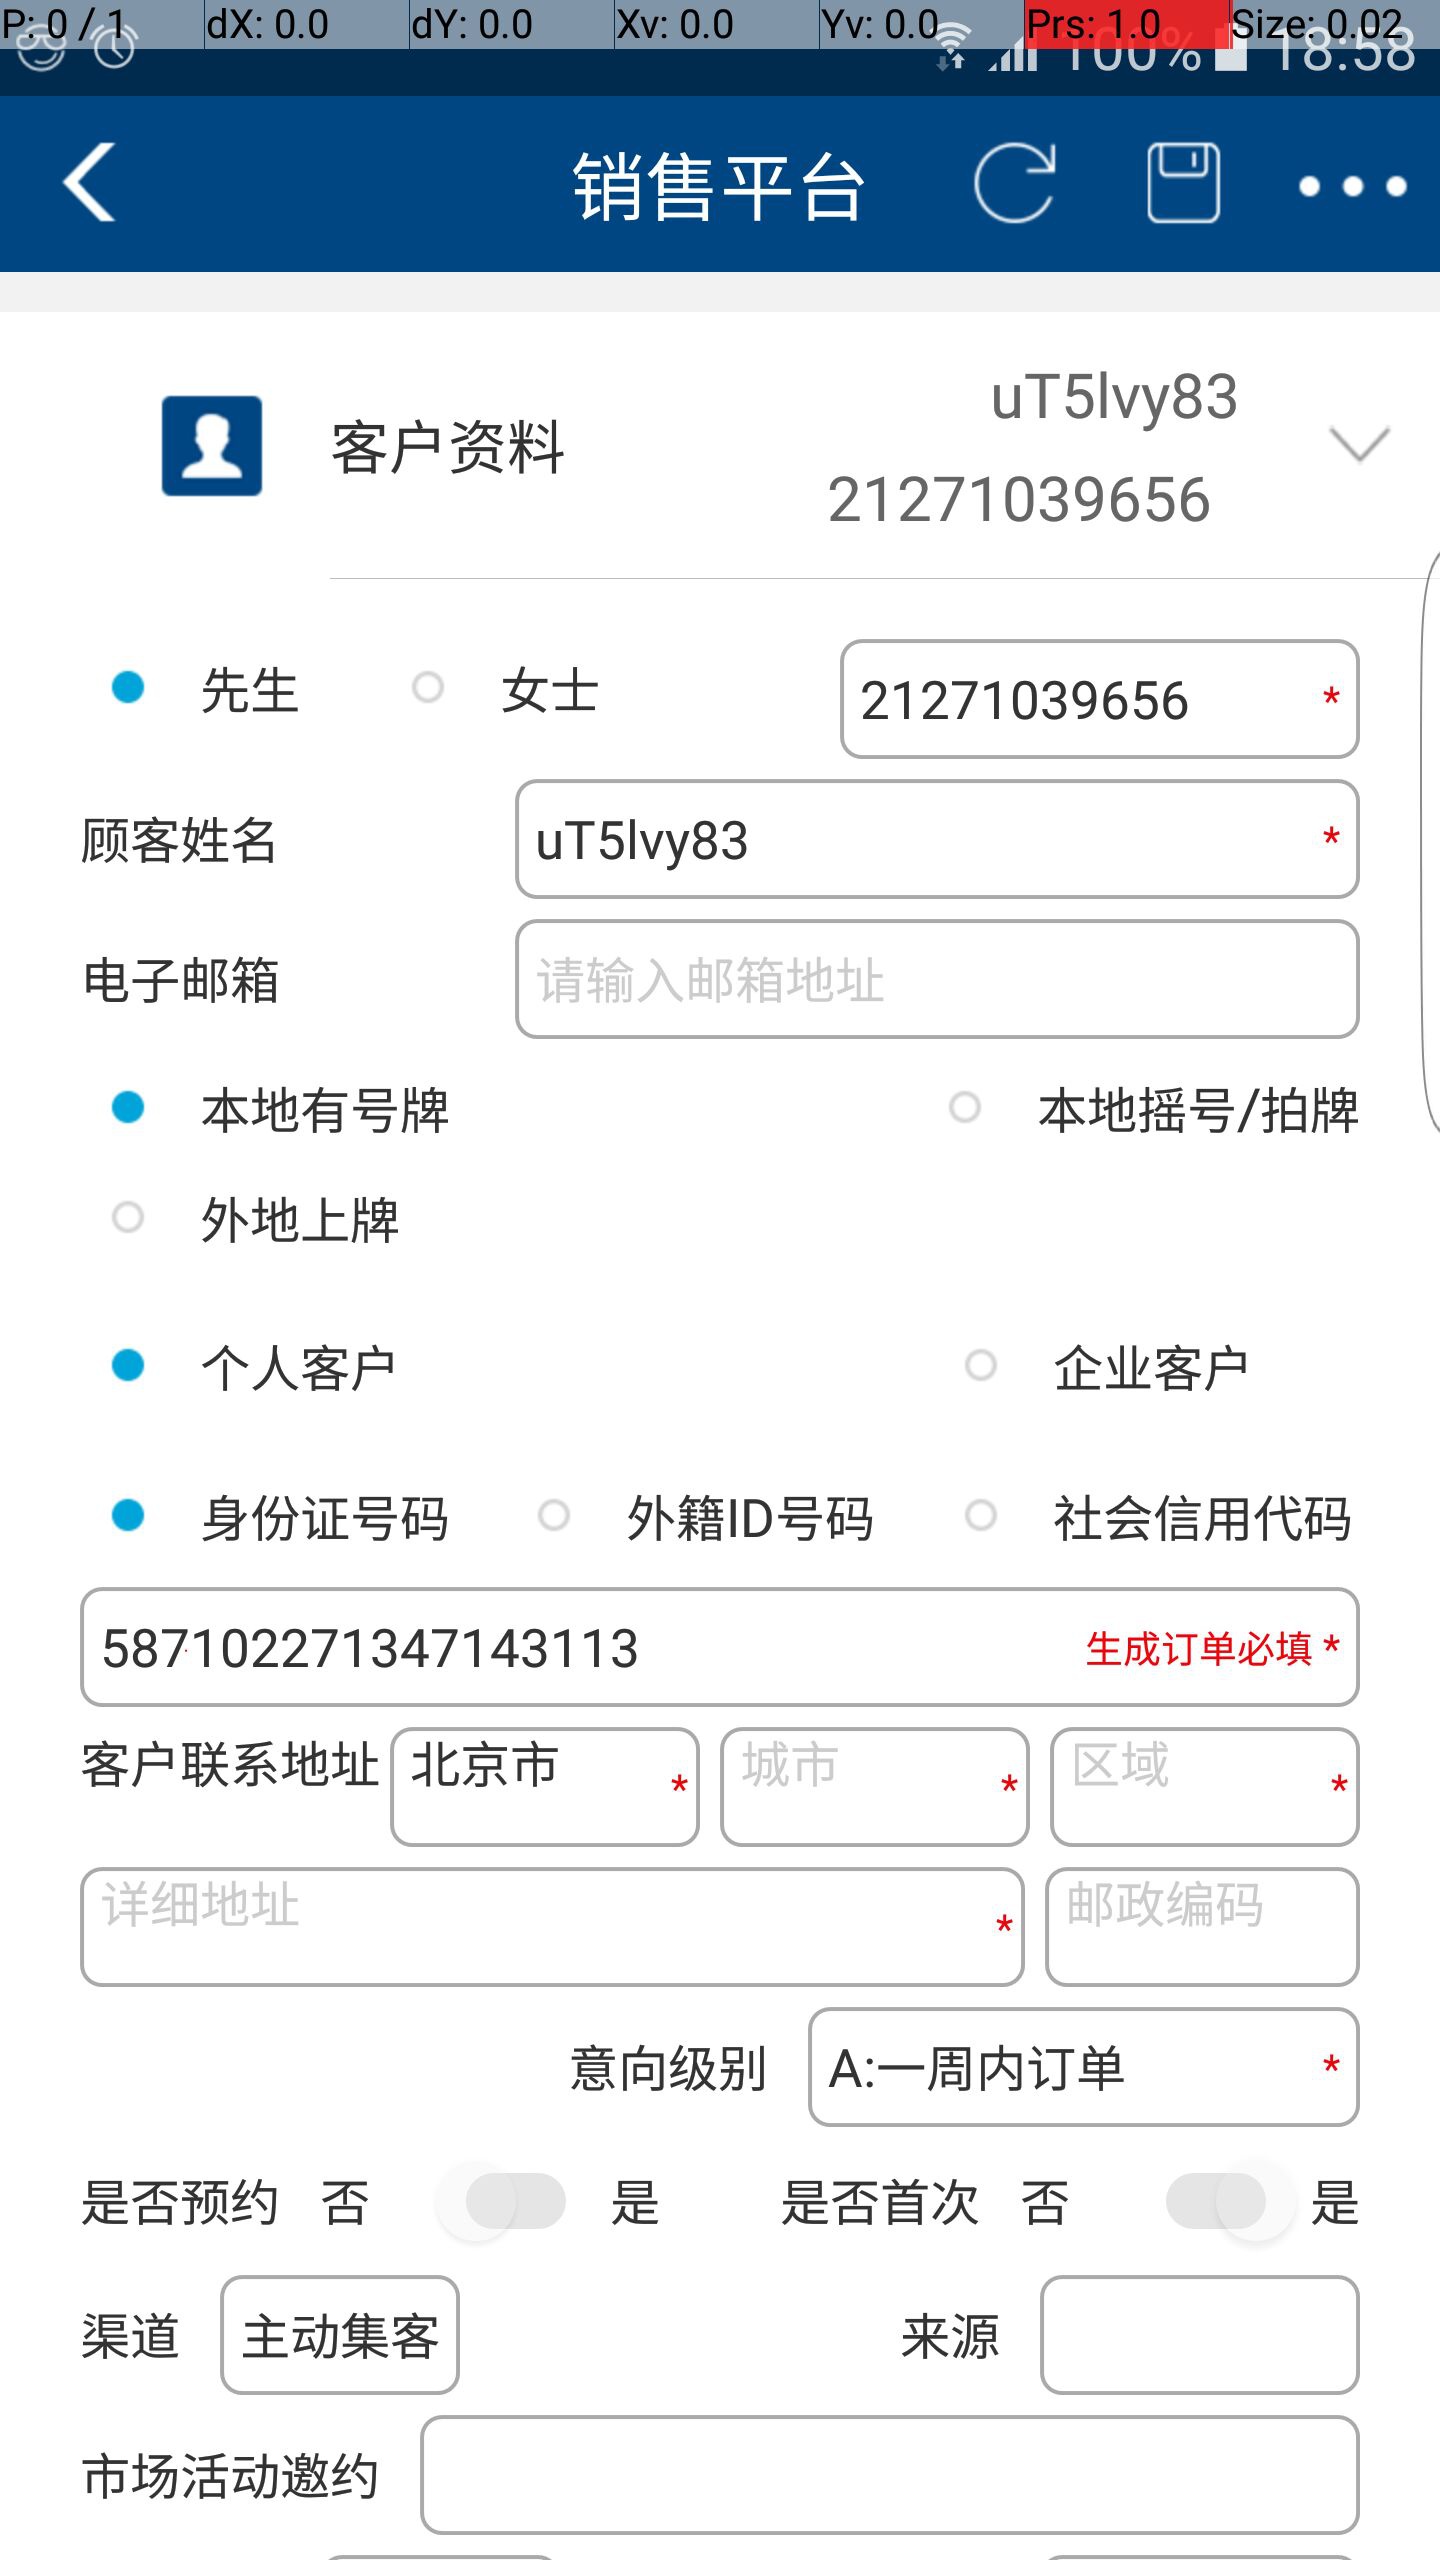 P: 0 / 1 dX: 0.0 dY: 0.0 Xv: 0.0 Yv: 0.0 Prs: 1.0 Size: 0.02
100% 18:58
销售平台
客户资料
uT5lvy83
21271039656
先生 女士 21271039656 *
顾客姓名 uT5lvy83 *
电子邮箱 请输入邮箱地址
本地有号牌 本地摇号/拍牌
外地上牌
个人客户 企业客户
身份证号码 外籍ID号码 社会信用代码
587102271347143113 生成订单必填 *
客户联系地址 北京市 * 城市 * 区域 *
详细地址 * 邮政编码
意向级别 A:一周内订单 *
是否预约 否 是 是否首次 否 是
渠道 主动集客 来源
市场活动邀约